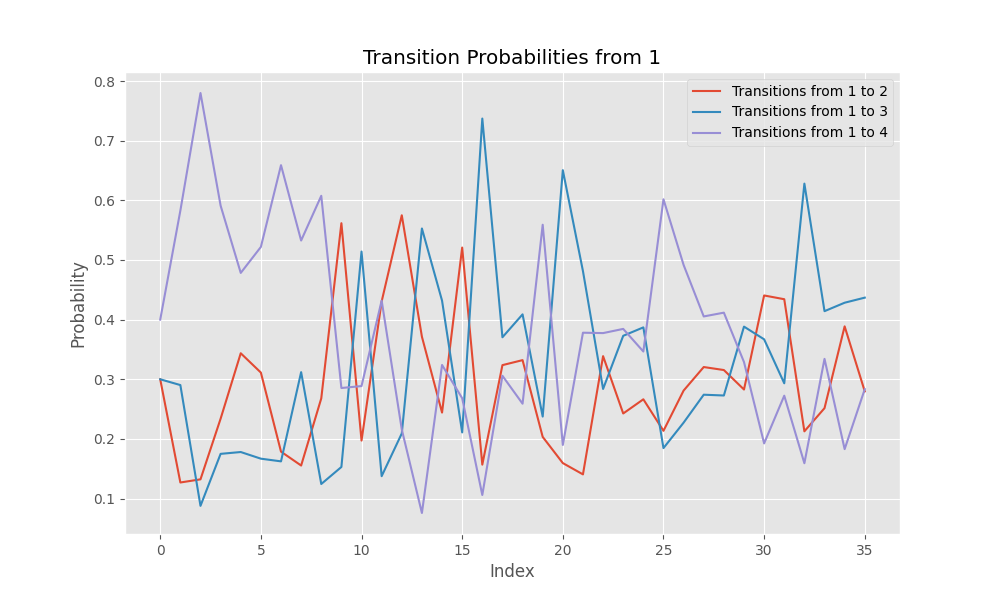 Transition Probabilities from 1
Transitions from 1 to 2
Transitions from 1 to 3
Transitions from 1 to 4
Probability
0.8
0.7
0.6
0.5
0.4
0.3
0.2
0.1
0 5 10 15 20 25 30 35
Index